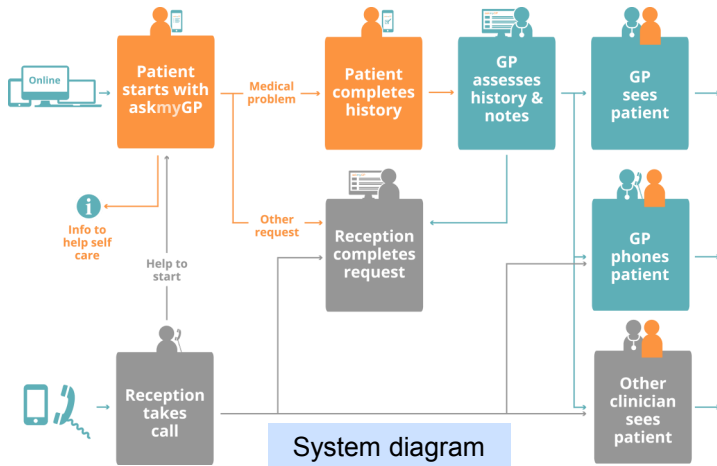 Online
Patient
starts with
askmyGP
Medical
problem
Patient
completes
history
GP
assesses
history &
notes
GP
sees
patient
i
Info to
help self
care
Other
request
Reception
completes
request
GP
phones
patient
Help to
start
Reception
takes
call
Other
clinician
sees
patient
System diagram